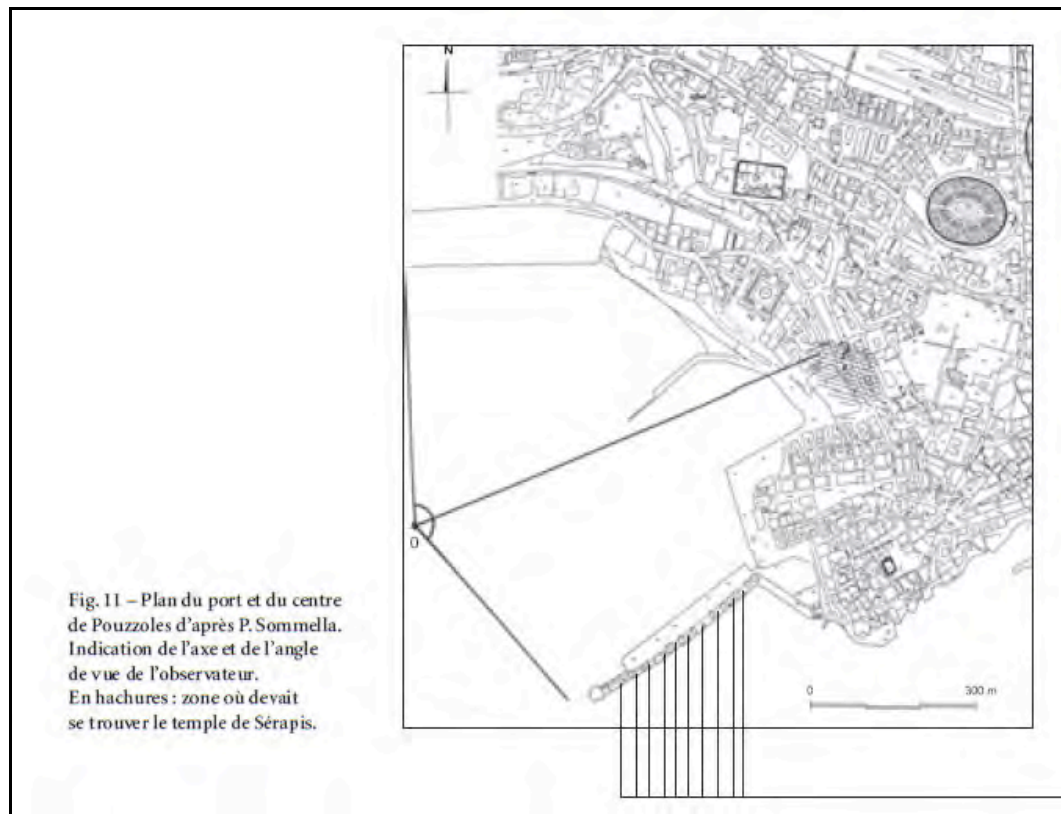 N
O
Fig. 11 – Plan du port et du centre
de Pouzzoles d'après P. Sommella.
Indication de l'axe et de l'angle
de vue de l'observateur.
En hachures : zone où devait
se trouver le temple de Sérapis.
0 300 m